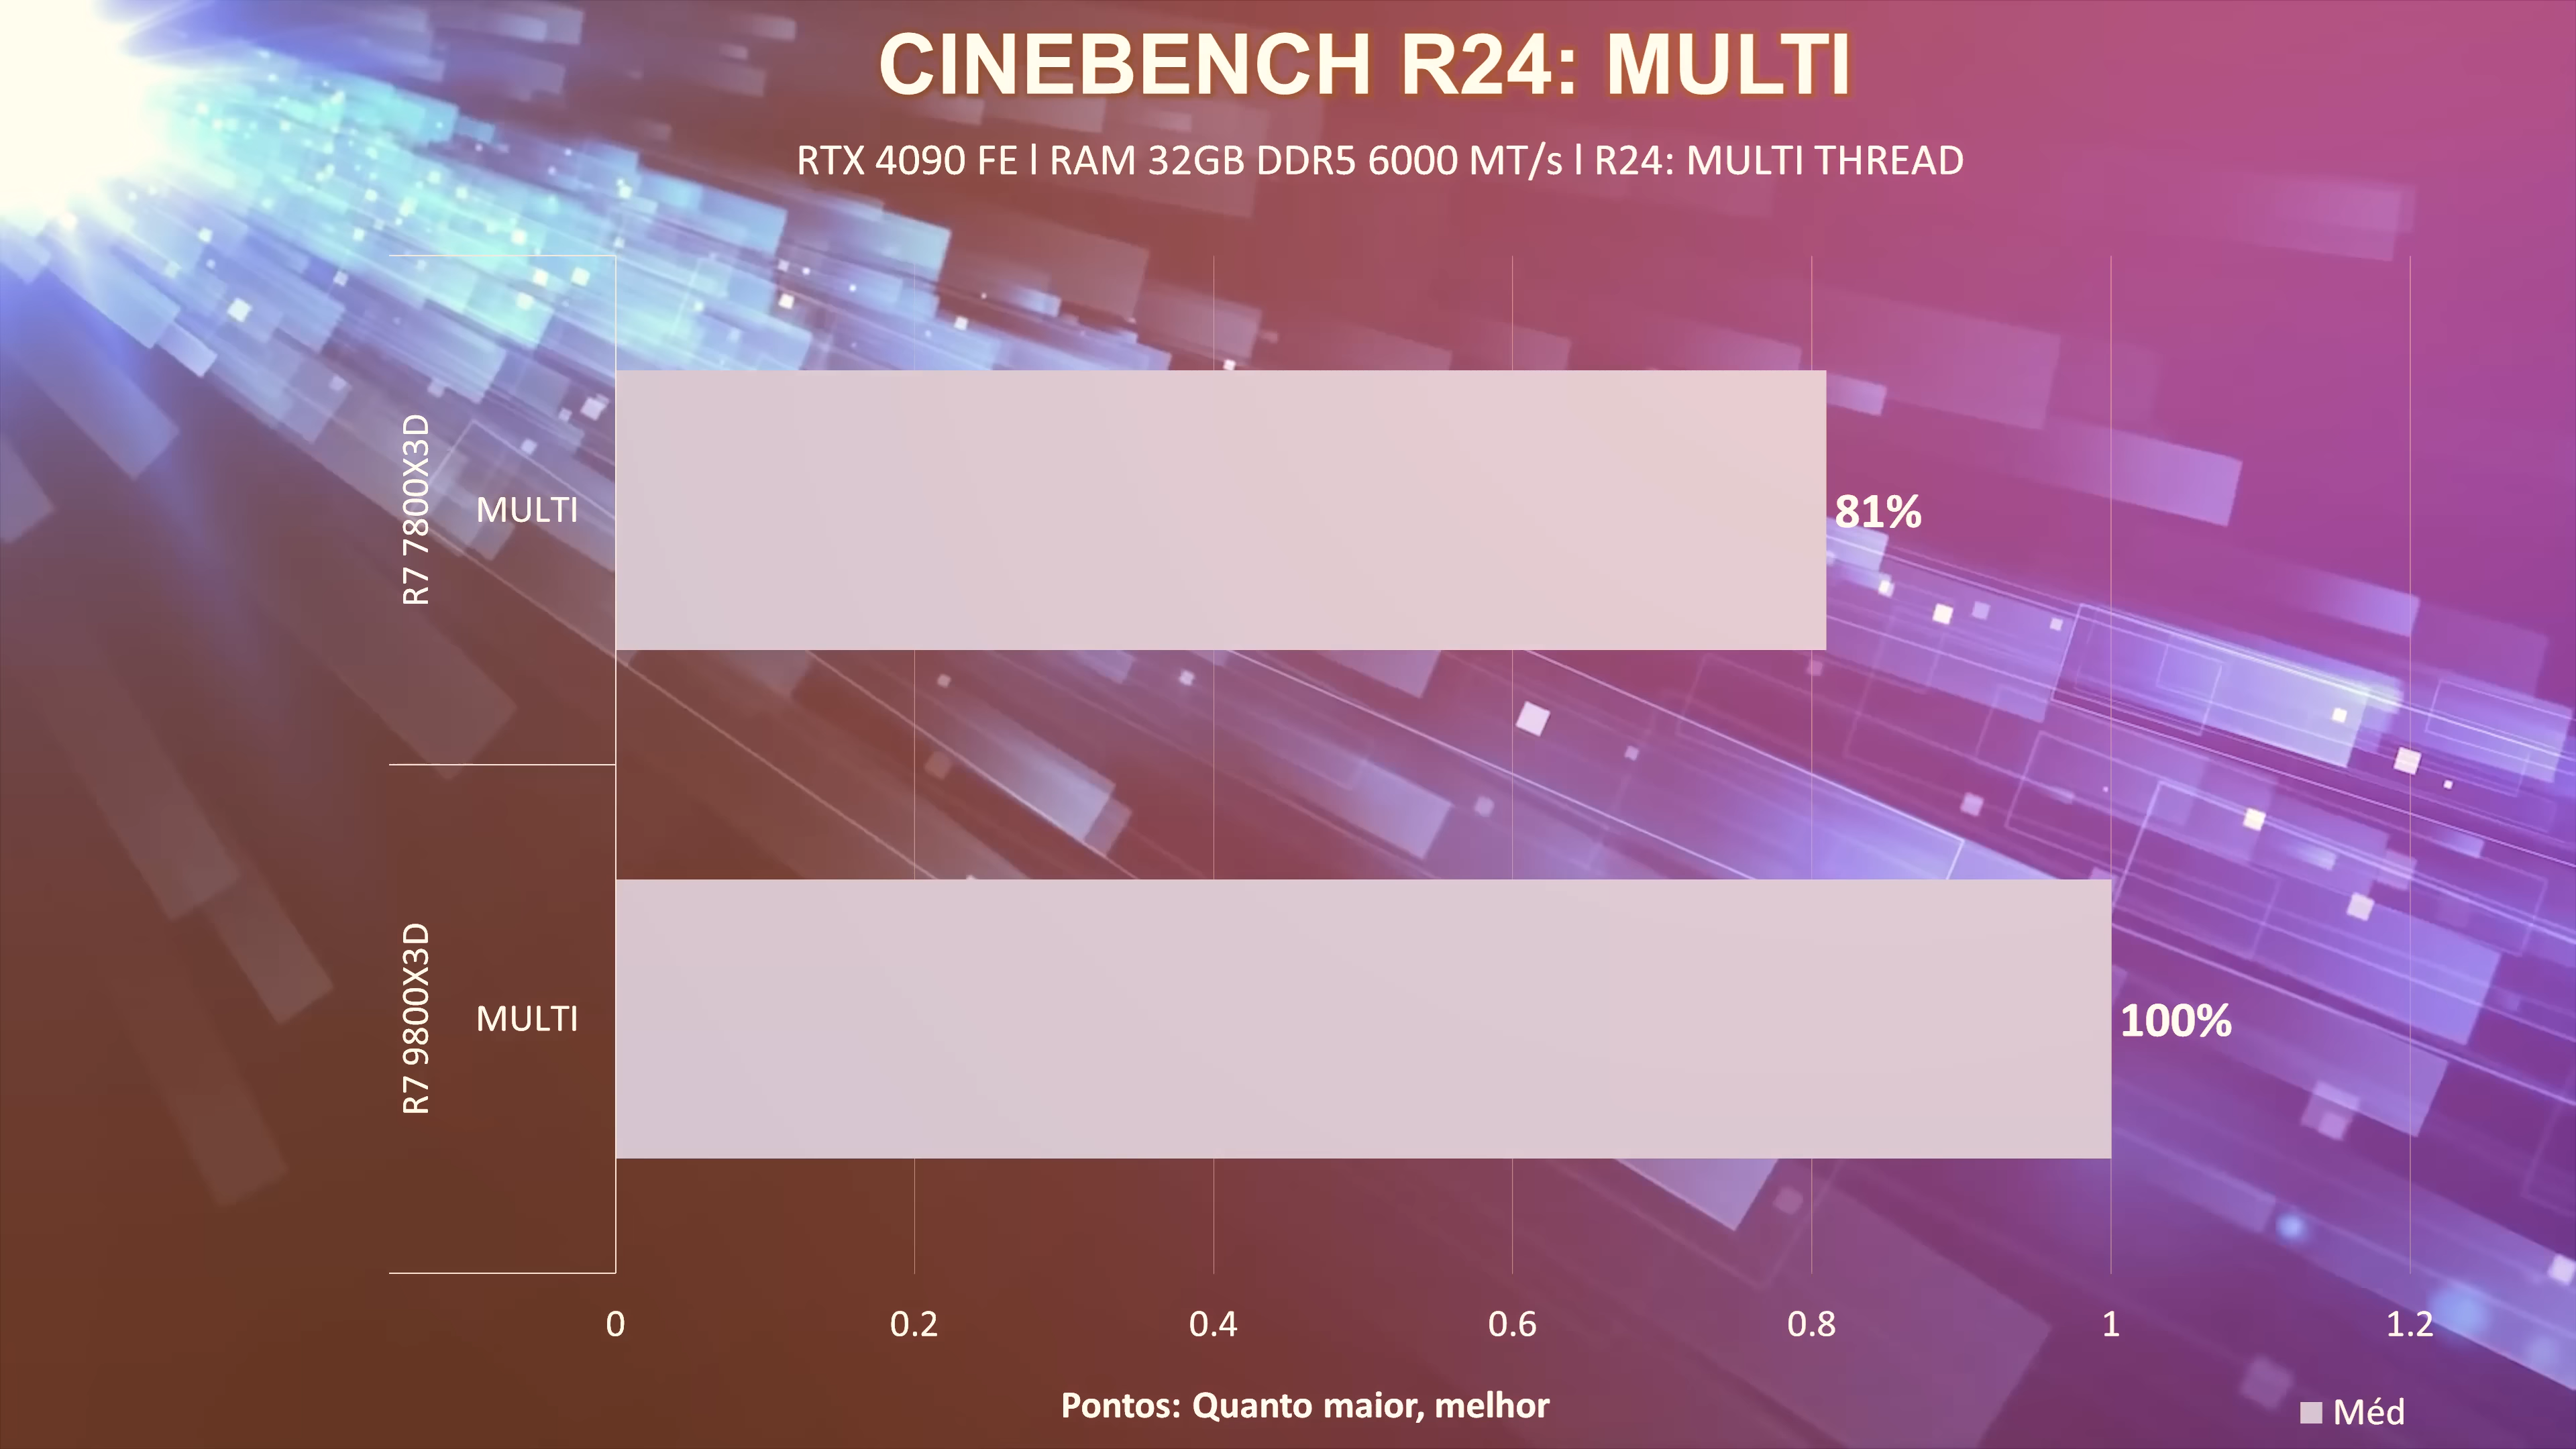 CINEBENCH R24: MULTI
RTX 4090 FE l RAM 32GB DDR5 6000 MT/s l R24: MULTI THREAD
R7 7800X3D
MULTI
81%
R7 9800X3D
MULTI
100%
0 0.2 0.4 0.6 0.8 1 1.2
Pontos: Quanto maior, melhor
Méd